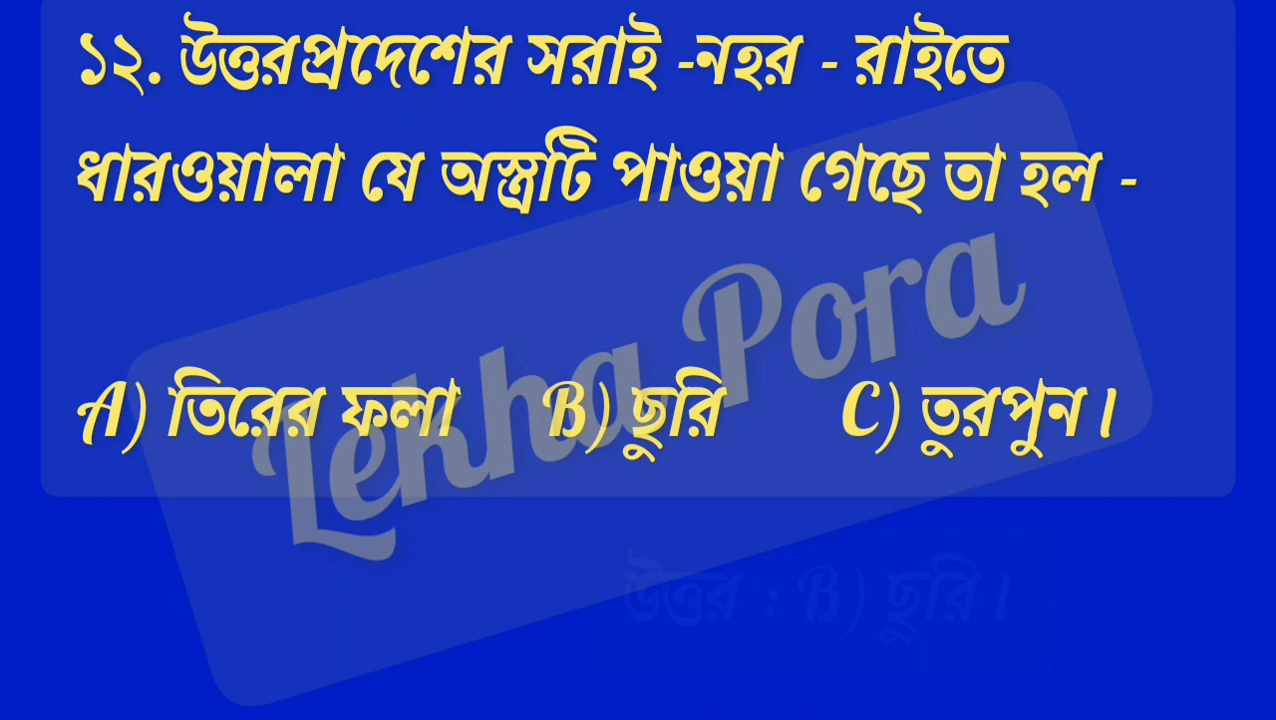 ১২. উত্তরপ্রদেশের সরাই -নহর - রাইতে
ধারওয়ালা যে অস্ত্রটি পাওয়া গেছে তা হল -
A) তিরের ফলা B) ছুরি C) তুরপুন।
Lekha Pora
উত্তর : B) ছুরি।